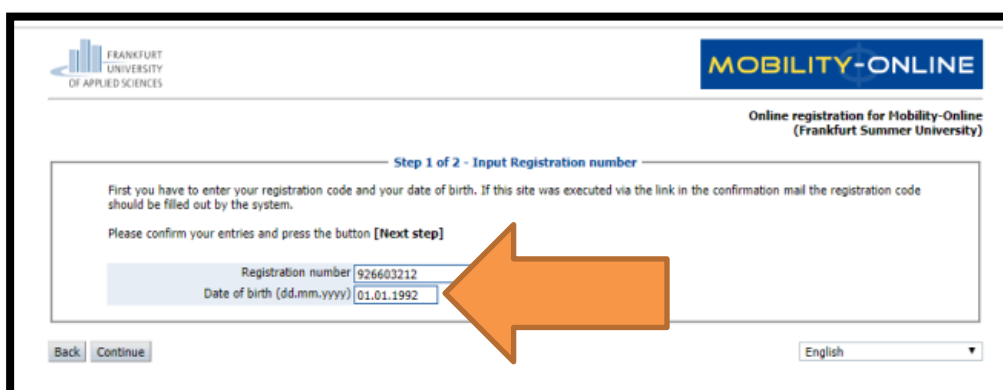 FRANKFURT
UNIVERSITY
OF APPLIED SCIENCES
MOBILITY-ONLINE
Online registration for Mobility-Online
(Frankfurt Summer University)
Step 1 of 2 - Input Registration number
First you have to enter your registration code and your date of birth. If this site was executed via the link in the confirmation mail the registration code
should be filled out by the system.
Please confirm your entries and press the button [Next step]
Registration number 926603212
Date of birth (dd.mm.yyyy) 01.01.1992
Back Continue English